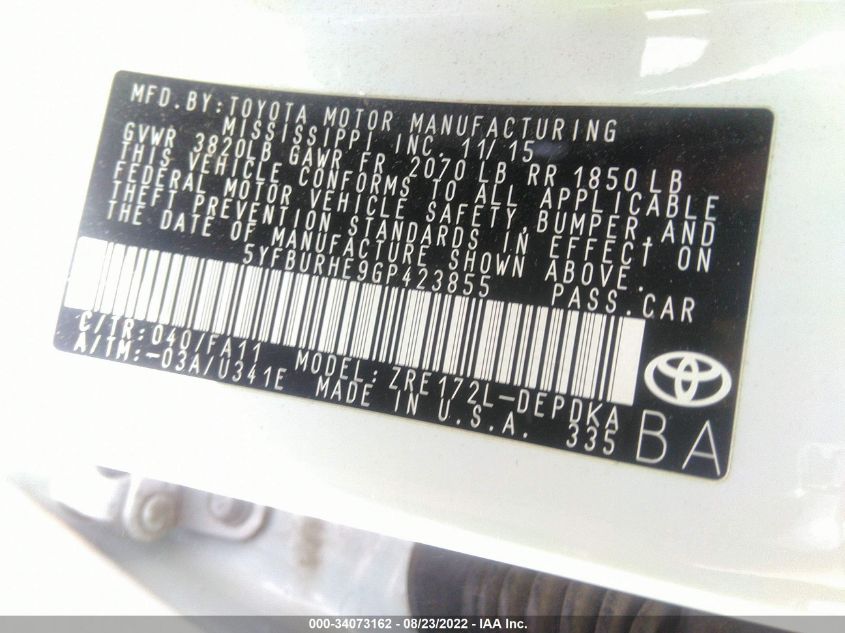 MFD.BY:TOYOTA MOTOR MANUFACTURING
MISSISSIPPI INC. 11/15
GVWR 3820LB GAWR FR 2070 LB RR 1850 LB
THIS VEHICLE CONFORMS TO ALL APPLICABLE
FEDERAL MOTOR VEHICLE SAFETY, BUMPER, AND
THEFT PREVENTION STANDARDS IN EFFECT ON
THE DATE OF MANUFACTURE SHOWN ABOVE.
5YFBURHE9GP423855 PASS.CAR
C/TR:040/FA11 MODEL:ZRE172L-DEPDKA
A/TM:-03A/U341E MADE IN U.S.A. 335
BA
000-34073162 - 08/23/2022 - IAA Inc.